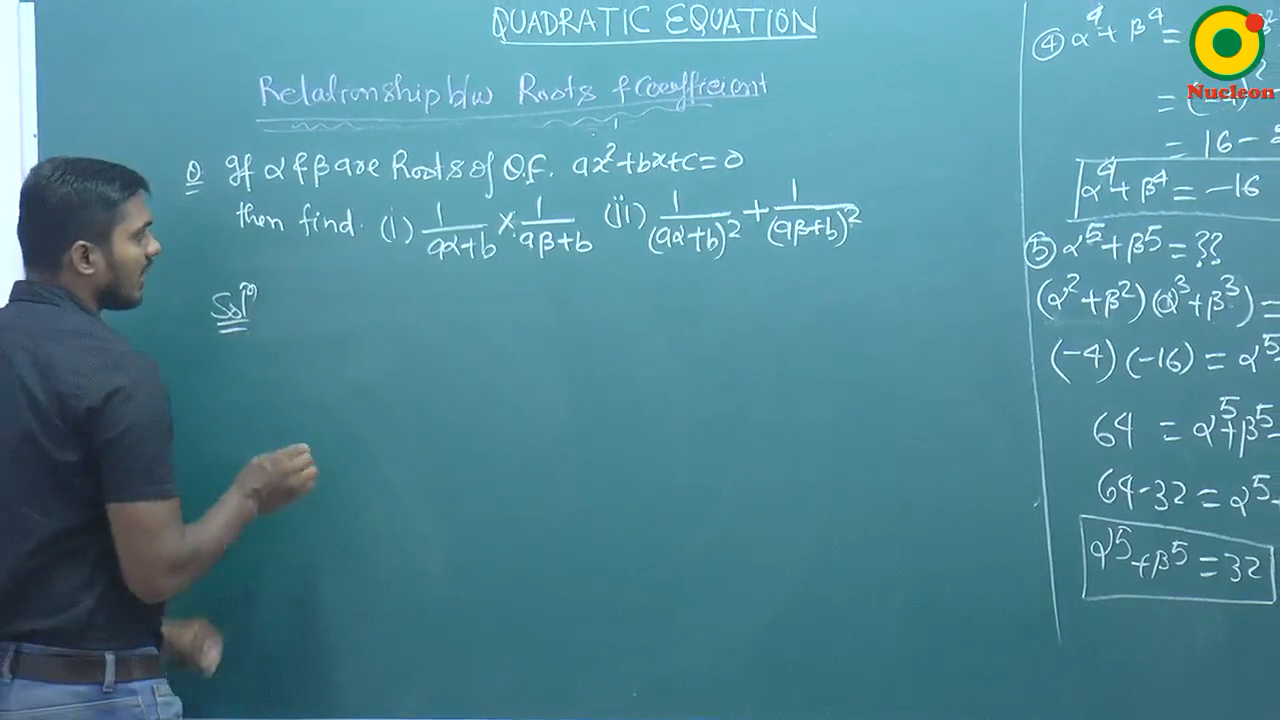 QUADRATIC EQUATION
Relationship b/w Roots & Coefficient
Q If α & β are Roots of Q.E. ax²+bx+c=0
then find. (i) 1/(aα+b) × 1/(aβ+b) (ii) 1/(aα+b)² + 1/(aβ+b)²
Solⁿ
④ α⁴+β⁴ =
= (-4)²
= 16 -
α⁴+β⁴ = -16
⑤ α⁵+β⁵ = ??
(α²+β²)(α³+β³) =
(-4)(-16) = α⁵
64 = α⁵+β⁵
64-32 = α⁵
α⁵+β⁵ = 32
Nucleon